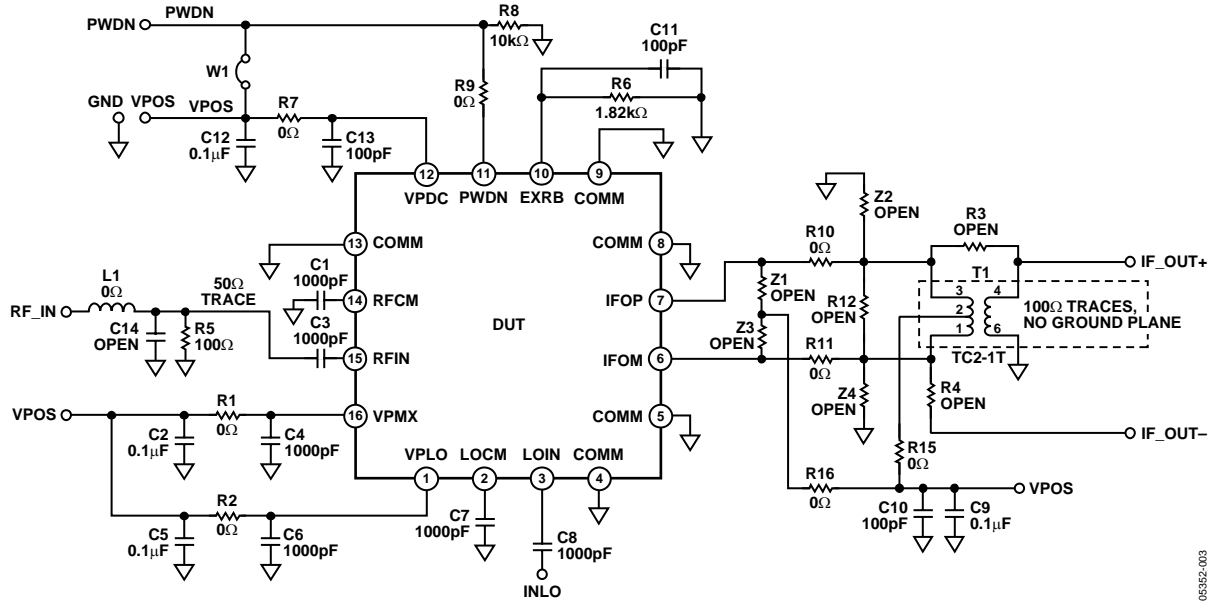 PWDN
PWDN
R8
10kΩ
C11
100pF
W1
R9
0Ω
R6
1.82kΩ
GND
VPOS
VPOS
R7
0Ω
C12
0.1µF
C13
100pF
12
11
10
9
VPDC
PWDN
EXRB
COMM
Z2
OPEN
R3
OPEN
13
COMM
COMM
8
R10
0Ω
IF_OUT+
L1
0Ω
50Ω
TRACE
C1
1000pF
14
RFCM
IFOP
7
Z1
OPEN
R12
OPEN
T1
3
4
2
1
6
100Ω TRACES,
NO GROUND PLANE
TC2-1T
RF_IN
C14
OPEN
R5
100Ω
C3
1000pF
15
RFIN
DUT
IFOM
6
Z3
OPEN
R11
0Ω
Z4
OPEN
R4
OPEN
VPOS
R1
0Ω
16
VPMX
COMM
5
C2
0.1µF
C4
1000pF
IF_OUT–
VPLO
LOCM
LOIN
COMM
1
2
3
4
R15
0Ω
R16
0Ω
VPOS
R2
0Ω
C5
0.1µF
C6
1000pF
C7
1000pF
C8
1000pF
C10
100pF
C9
0.1µF
INLO
05352-003